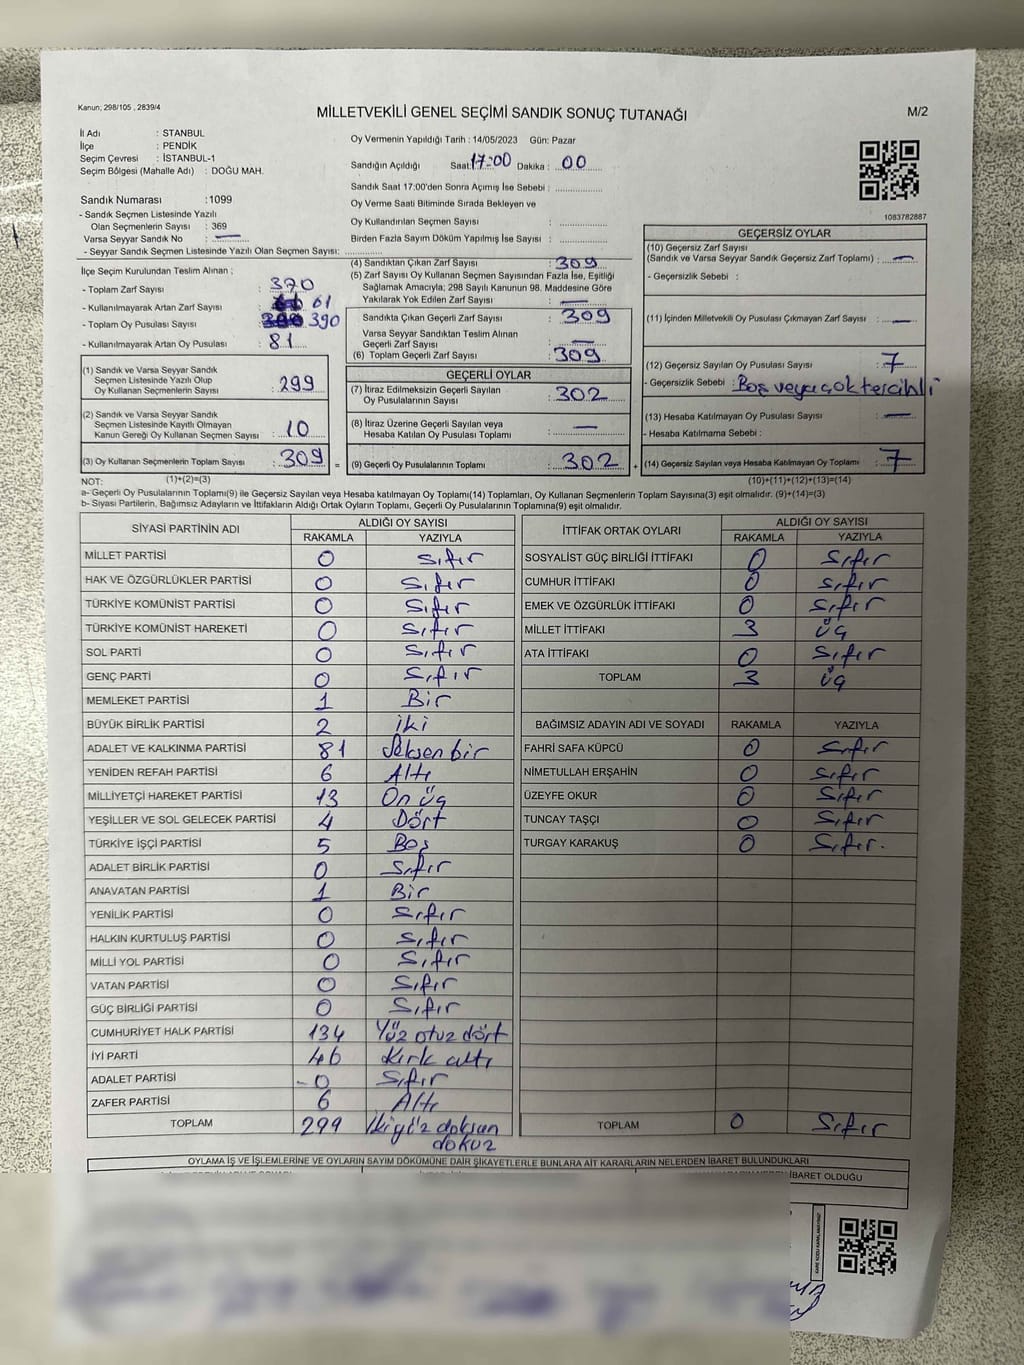 Kanun; 298/105 , 2839/4
MİLLETVEKİLİ GENEL SEÇİMİ SANDIK SONUÇ TUTANAĞI
M/2
İl Adı : STANBUL
İlçe : PENDİK
Seçim Çevresi : İSTANBUL-1
Seçim Bölgesi (Mahalle Adı) : DOĞU MAH.
Oy Vermenin Yapıldığı Tarih : 14/05/2023 Gün: Pazar
Sandığın Açıldığı Saat: 17:00 Dakika : 00
Sandık Saat 17:00'den Sonra Açımış İse Sebebi :
Oy Verme Saati Bitiminde Sırada Bekleyen ve
Oy Kullandırılan Seçmen Sayısı :
Birden Fazla Sayım Döküm Yapılmış İse Sayısı :
1083782887
Sandık Numarası :1099
- Sandık Seçmen Listesinde Yazılı
Olan Seçmenlerin Sayısı : 369
Varsa Seyyar Sandık No : —
- Seyyar Sandık Seçmen Listesinde Yazılı Olan Seçmen Sayısı:
İlçe Seçim Kurulundan Teslim Alınan ;
- Toplam Zarf Sayısı : 370
- Kullanılmayarak Artan Zarf Sayısı : 61
- Toplam Oy Pusulası Sayısı : 390
- Kullanılmayarak Artan Oy Pusulası : 81
(1) Sandık ve Varsa Seyyar Sandık
Seçmen Listesinde Yazılı Olup
Oy Kullanan Seçmenlerin Sayısı : 299
(2) Sandık ve Varsa Seyyar Sandık
Seçmen Listesinde Kayıtlı Olmayan
Kanun Gereği Oy Kullanan Seçmen Sayısı : 10
(3) Oy Kullanan Seçmenlerin Toplam Sayısı : 309 =
(4) Sandıktan Çıkan Zarf Sayısı : 309
(5) Zarf Sayısı Oy Kullanan Seçmen Sayısından Fazla İse, Eşitliği
Sağlamak Amacıyla; 298 Sayılı Kanunun 98. Maddesine Göre
Yakılarak Yok Edilen Zarf Sayısı : —
Sandıkta Çıkan Geçerli Zarf Sayısı : 309
Varsa Seyyar Sandıktan Teslim Alınan
Geçerli Zarf Sayısı : —
(6) Toplam Geçerli Zarf Sayısı : 309
GEÇERLİ OYLAR
(7) İtiraz Edilmeksizin Geçerli Sayılan
Oy Pusulalarının Sayısı : 302
(8) İtiraz Üzerine Geçerli Sayılan veya
Hesaba Katılan Oy Pusulası Toplamı : —
(9) Geçerli Oy Pusulalarının Toplamı : 302 +
GEÇERSİZ OYLAR
(10) Geçersiz Zarf Sayısı
(Sandık ve Varsa Seyyar Sandık Geçersiz Zarf Toplamı) : —
- Geçersizlik Sebebi :
(11) İçinden Milletvekili Oy Pusulası Çıkmayan Zarf Sayısı : —
(12) Geçersiz Sayılan Oy Pusulası Sayısı : 7
- Geçersizlik Sebebi : Boş veya çok tercihli
(13) Hesaba Katılmayan Oy Pusulası Sayısı : —
- Hesaba Katılmama Sebebi :
(14) Geçersiz Sayılan veya Hesaba Katılmayan Oy Toplamı : 7
NOT: (1)+(2)=(3) (10)+(11)+(12)+(13)=(14)
a- Geçerli Oy Pusulalarının Toplamı(9) ile Geçersiz Sayılan veya Hesaba katılmayan Oy Toplamı(14) Toplamları, Oy Kullanan Seçmenlerin Toplam Sayısına(3) eşit olmalıdır. (9)+(14)=(3)
b- Siyasi Partilerin, Bağımsız Adayların ve İttifakların Aldığı Ortak Oyların Toplamı, Geçerli Oy Pusulalarının Toplamına(9) eşit olmalıdır.
SİYASİ PARTİNİN ADI ALDIĞI OY SAYISI
RAKAMLA YAZIYLA
MİLLET PARTİSİ 0 Sıfır
HAK VE ÖZGÜRLÜKLER PARTİSİ 0 Sıfır
TÜRKİYE KOMÜNİST PARTİSİ 0 Sıfır
TÜRKİYE KOMÜNİST HAREKETİ 0 Sıfır
SOL PARTİ 0 Sıfır
GENÇ PARTİ 0 Sıfır
MEMLEKET PARTİSİ 1 Bir
BÜYÜK BİRLİK PARTİSİ 2 iki
ADALET VE KALKINMA PARTİSİ 81 Seksen bir
YENİDEN REFAH PARTİSİ 6 Altı
MİLLİYETÇİ HAREKET PARTİSİ 13 On üç
YEŞİLLER VE SOL GELECEK PARTİSİ 4 Dört
TÜRKİYE İŞÇİ PARTİSİ 5 Beş
ADALET BİRLİK PARTİSİ 0 Sıfır
ANAVATAN PARTİSİ 1 Bir
YENİLİK PARTİSİ 0 Sıfır
HALKIN KURTULUŞ PARTİSİ 0 Sıfır
MİLLİ YOL PARTİSİ 0 Sıfır
VATAN PARTİSİ 0 Sıfır
GÜÇ BİRLİĞİ PARTİSİ 0 Sıfır
CUMHURİYET HALK PARTİSİ 134 Yüz otuz dört
İYİ PARTİ 46 Kırk altı
ADALET PARTİSİ 0 Sıfır
ZAFER PARTİSİ 6 Altı
TOPLAM 299 İkiyüz doksan
dokuz
İTTİFAK ORTAK OYLARI ALDIĞI OY SAYISI
RAKAMLA YAZIYLA
SOSYALİST GÜÇ BİRLİĞİ İTTİFAKI 0 Sıfır
CUMHUR İTTİFAKI 0 Sıfır
EMEK VE ÖZGÜRLÜK İTTİFAKI 0 Sıfır
MİLLET İTTİFAKI 3 Üç
ATA İTTİFAKI 0 Sıfır
TOPLAM 3 Üç
BAĞIMSIZ ADAYIN ADI VE SOYADI RAKAMLA YAZIYLA
FAHRİ SAFA KÜPCÜ 0 Sıfır
NİMETULLAH ERŞAHİN 0 Sıfır
ÜZEYFE OKUR 0 Sıfır
TUNCAY TAŞÇI 0 Sıfır
TURGAY KARAKUŞ 0 Sıfır.
TOPLAM 0 Sıfır
OYLAMA İŞ VE İŞLEMLERİNE VE OYLARIN SAYIM DÖKÜMÜNE DAİR ŞİKAYETLERLE BUNLARA AİT KARARLARIN NELERDEN İBARET BULUNDUKLARI
İBARET OLDUĞU